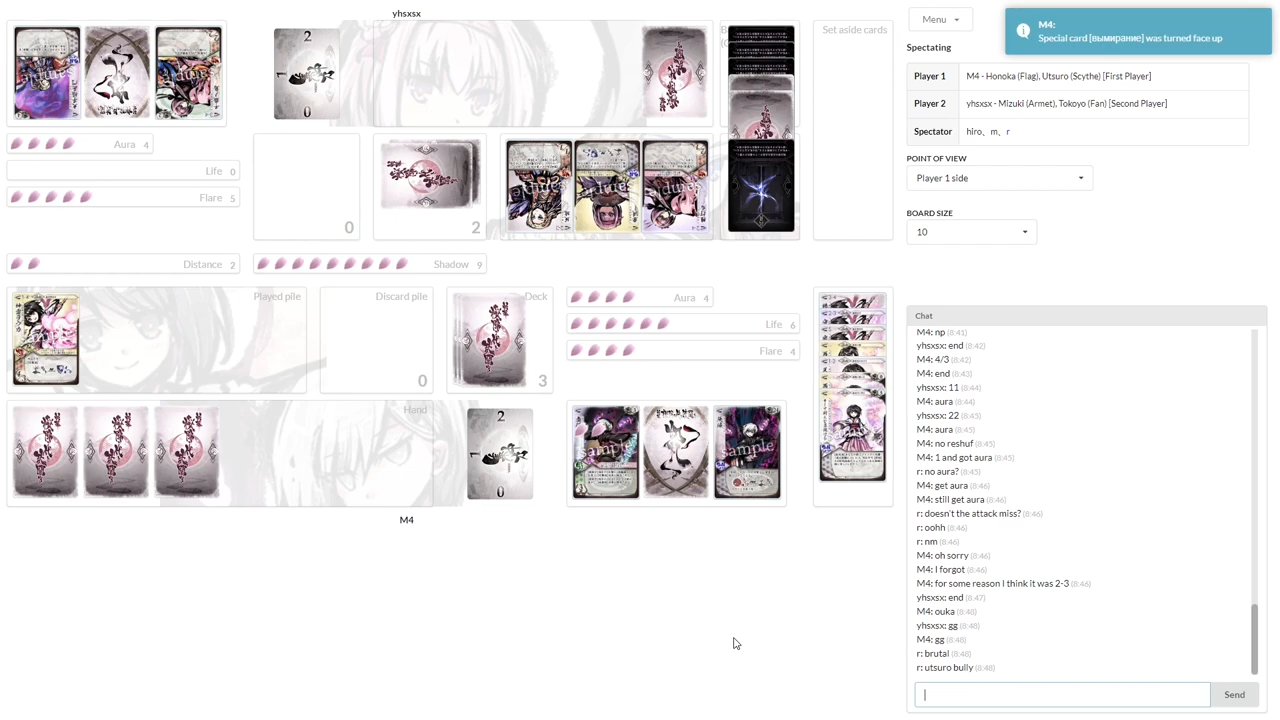 yhsxsx
Menu
M4:
Special card [вымирание] was turned face up
Spectating
Player 1 M4 - Honoka (Flag), Utsuro (Scythe) [First Player]
Player 2 yhsxsx - Mizuki (Armet), Tokoyo (Fan) [Second Player]
Spectator hiro、m、r
POINT OF VIEW
Player 1 side
BOARD SIZE
10
2
0
Set aside cards
Aura 4
Life 0
Flare 5
0
2
Distance 2
Shadow 9
Played pile
Discard pile
0
Deck
3
Aura 4
Life 6
Flare 4
Hand
2
0
sample
sample
M4
Chat
M4: np (8:41)
yhsxsx: end (8:42)
M4: 4/3 (8:42)
M4: end (8:43)
yhsxsx: 11 (8:44)
M4: aura (8:44)
yhsxsx: 22 (8:45)
M4: aura (8:45)
M4: no reshuf (8:45)
M4: 1 and got aura (8:45)
r: no aura? (8:45)
M4: get aura (8:46)
M4: still get aura (8:46)
r: doesn't the attack miss? (8:46)
r: oohh (8:46)
r: nm (8:46)
M4: oh sorry (8:46)
M4: I forgot (8:46)
M4: for some reason I think it was 2-3 (8:46)
yhsxsx: end (8:47)
M4: ouka (8:48)
yhsxsx: gg (8:48)
M4: gg (8:48)
r: brutal (8:48)
r: utsuro bully (8:48)
Send